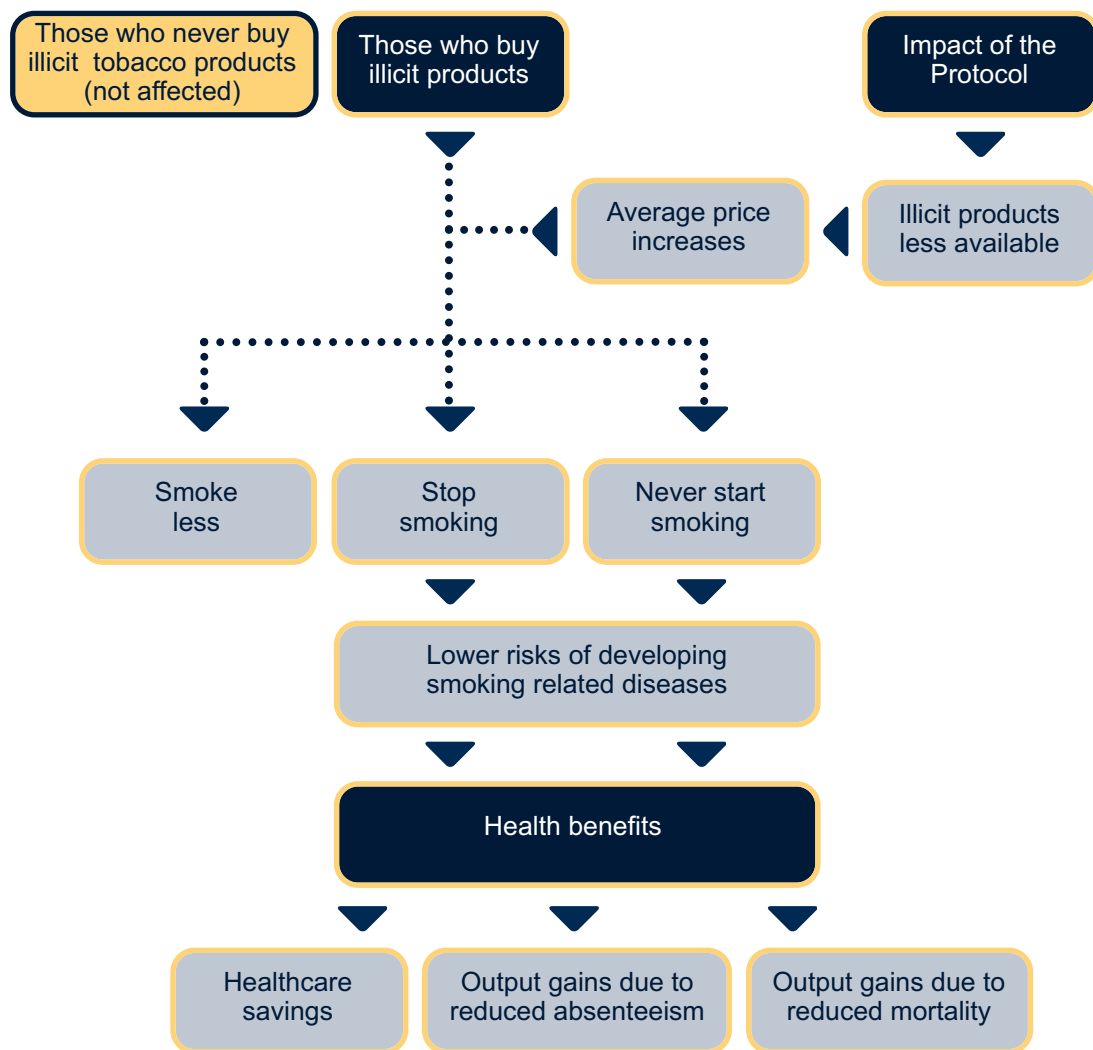 Those who never buy
illicit tobacco products
(not affected)
Those who buy
illicit products
Impact of the
Protocol
Average price
increases
Illicit products
less available
Smoke
less
Stop
smoking
Never start
smoking
Lower risks of developing
smoking related diseases
Health benefits
Healthcare
savings
Output gains due to
reduced absenteeism
Output gains due to
reduced mortality